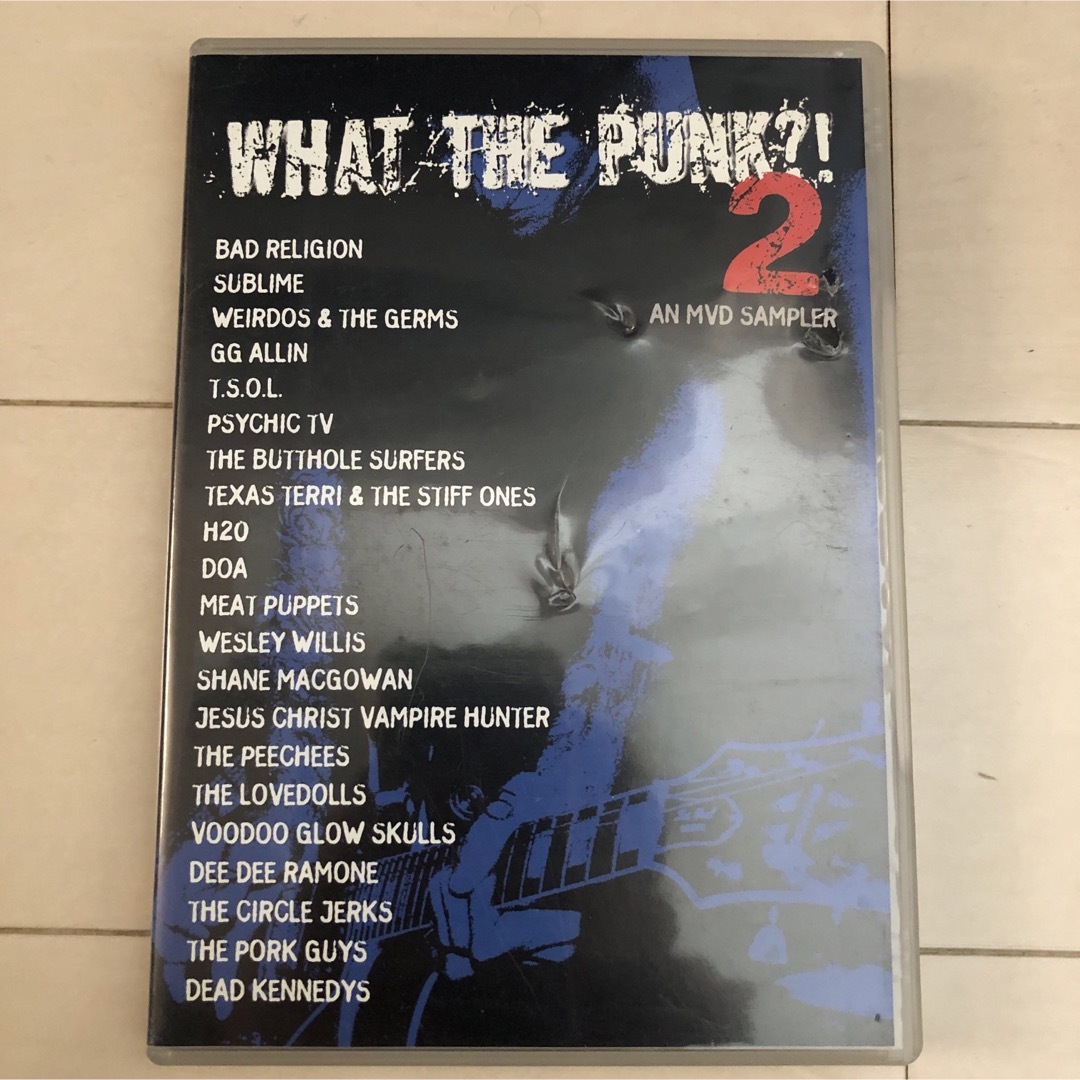 WHAT THE PUNK?!
2
AN MVD SAMPLER
BAD RELIGION
SUBLIME
WEIRDOS & THE GERMS
GG ALLIN
T.S.O.L.
PSYCHIC TV
THE BUTTHOLE SURFERS
TEXAS TERRI & THE STIFF ONES
H2O
DOA
MEAT PUPPETS
WESLEY WILLIS
SHANE MACGOWAN
JESUS CHRIST VAMPIRE HUNTER
THE PEECHEES
THE LOVEDOLLS
VOODOO GLOW SKULLS
DEE DEE RAMONE
THE CIRCLE JERKS
THE PORK GUYS
DEAD KENNEDYS